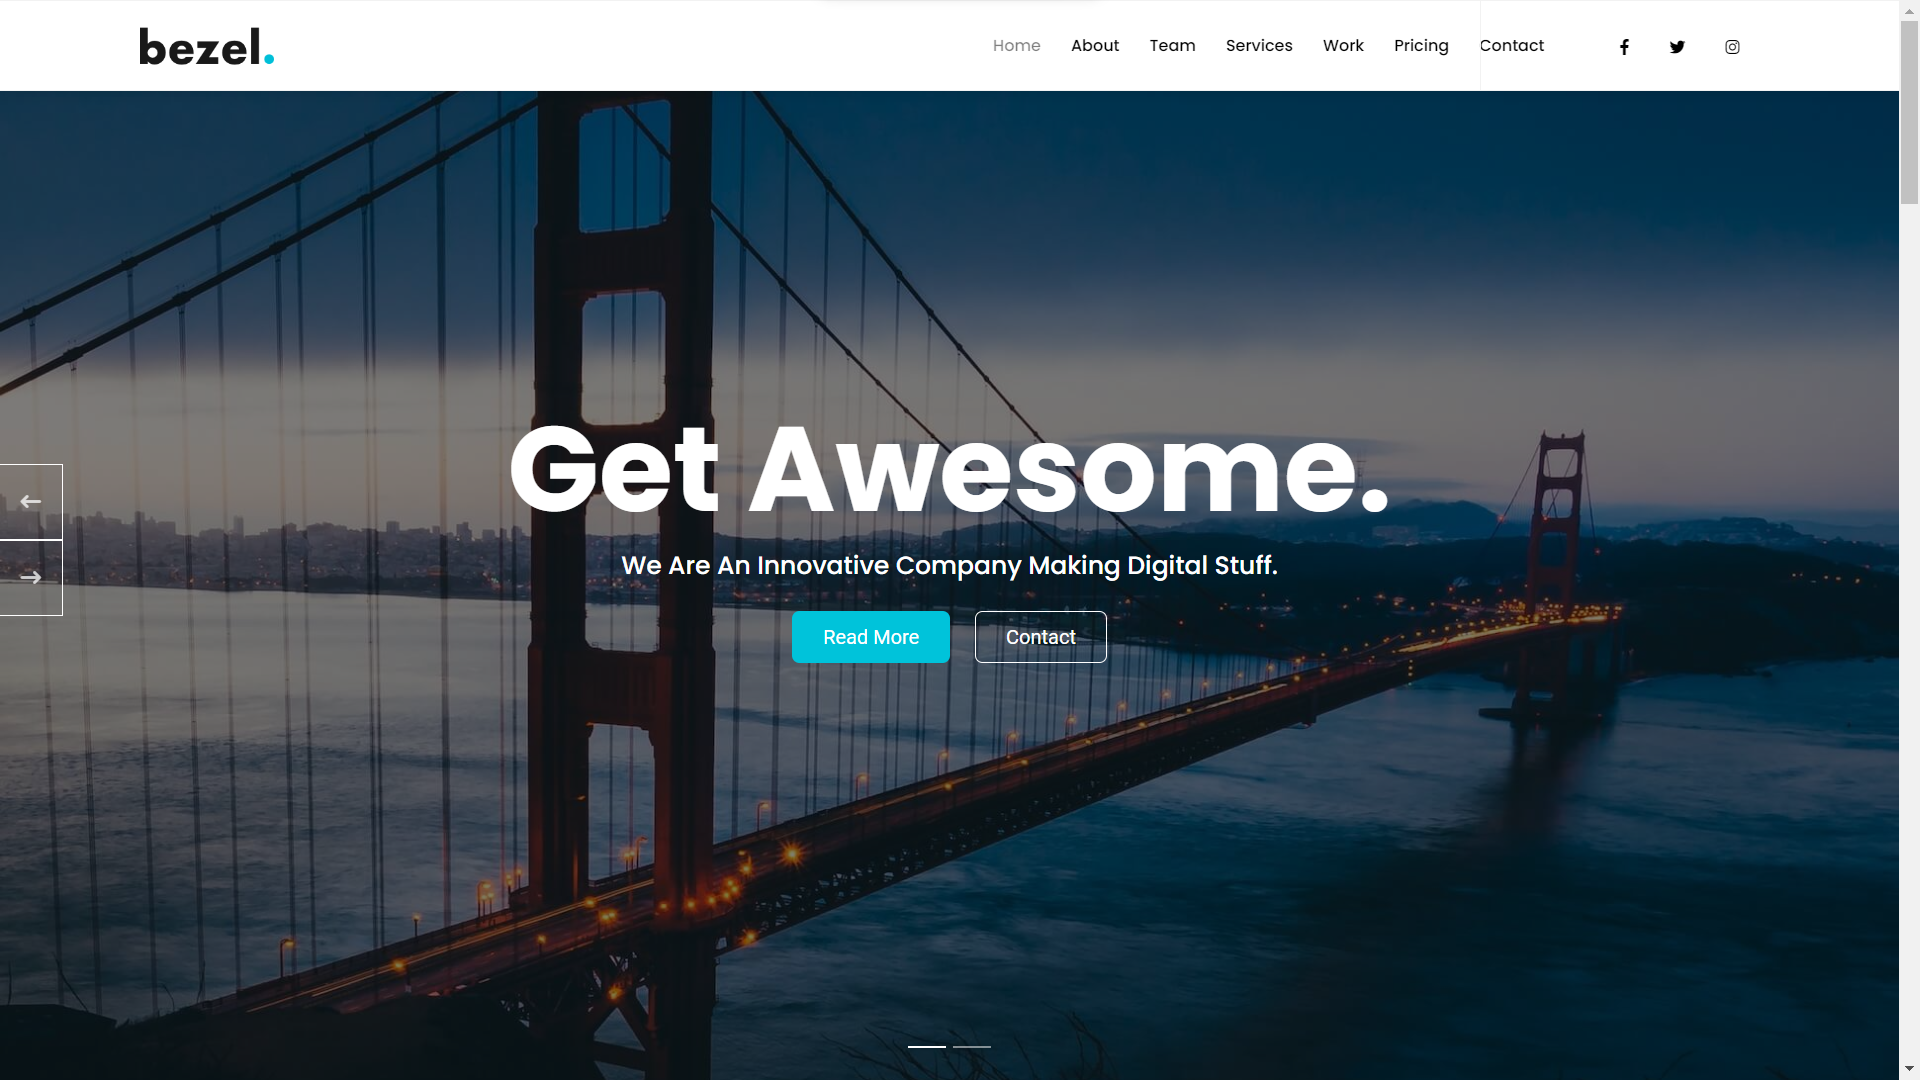 bezel.
Home About Team Services Work Pricing Contact
Get Awesome.
We Are An Innovative Company Making Digital Stuff.
Read More Contact